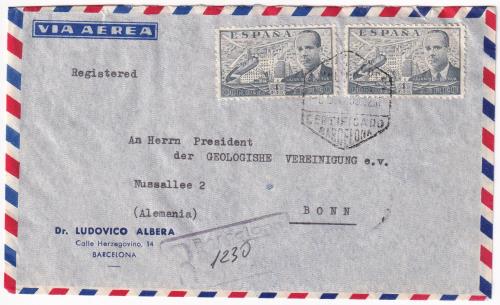 VIA AEREA
ESPAÑA
ESPAÑA
Registered
CERTIFICADO
BARCELONA
An Herrn President
der GEOLOGISHE VEREINIGUNG e.v.
Nussallee 2
(Alemania) BONN
Dr. LUDOVICO ALBERA
Calle Herzegovino, 14
BARCELONA
1230